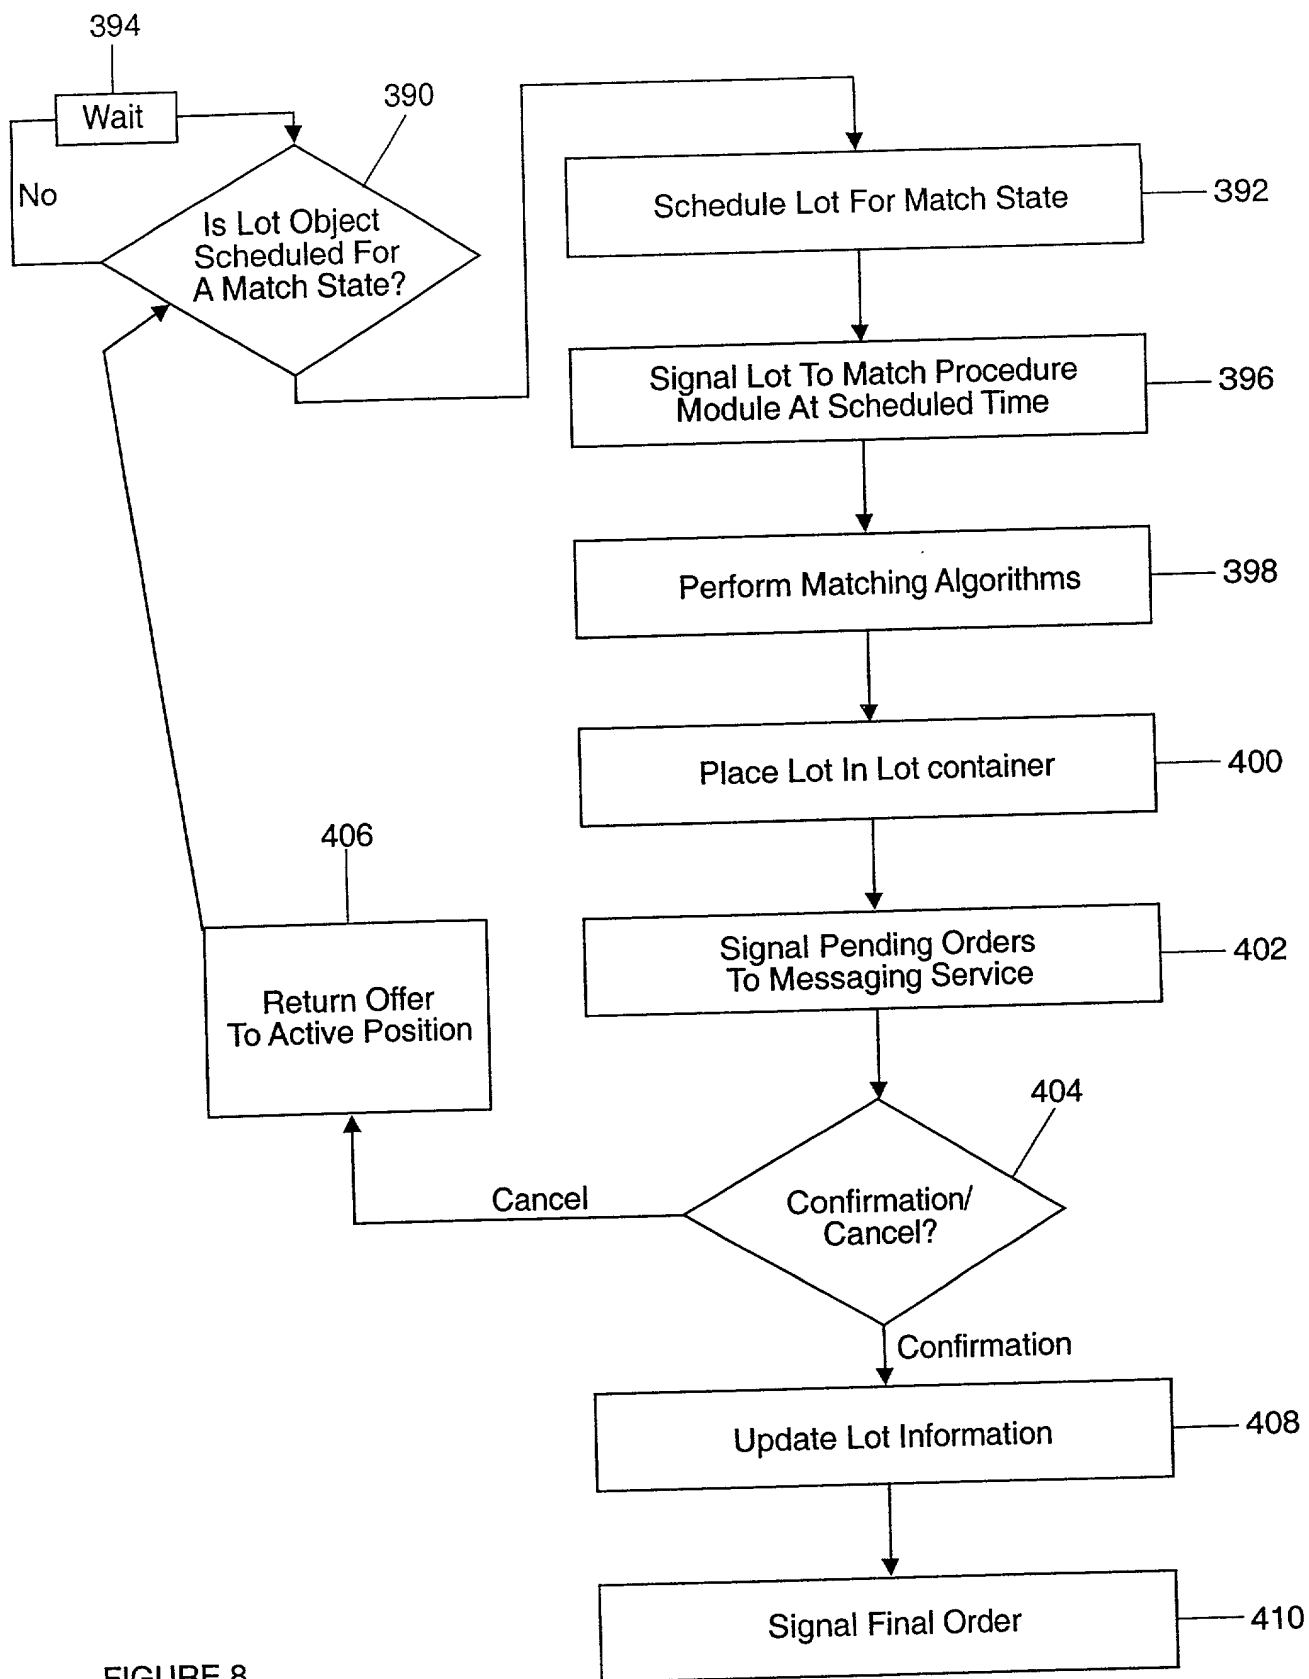 394
Wait
390
No
Is Lot Object
Scheduled For
A Match State?
Schedule Lot For Match State
392
Signal Lot To Match Procedure
Module At Scheduled Time
396
Perform Matching Algorithms
398
Place Lot In Lot container
400
406
Signal Pending Orders
To Messaging Service
402
Return Offer
To Active Position
404
Cancel
Confirmation/
Cancel?
Confirmation
Update Lot Information
408
Signal Final Order
410
FIGURE 8